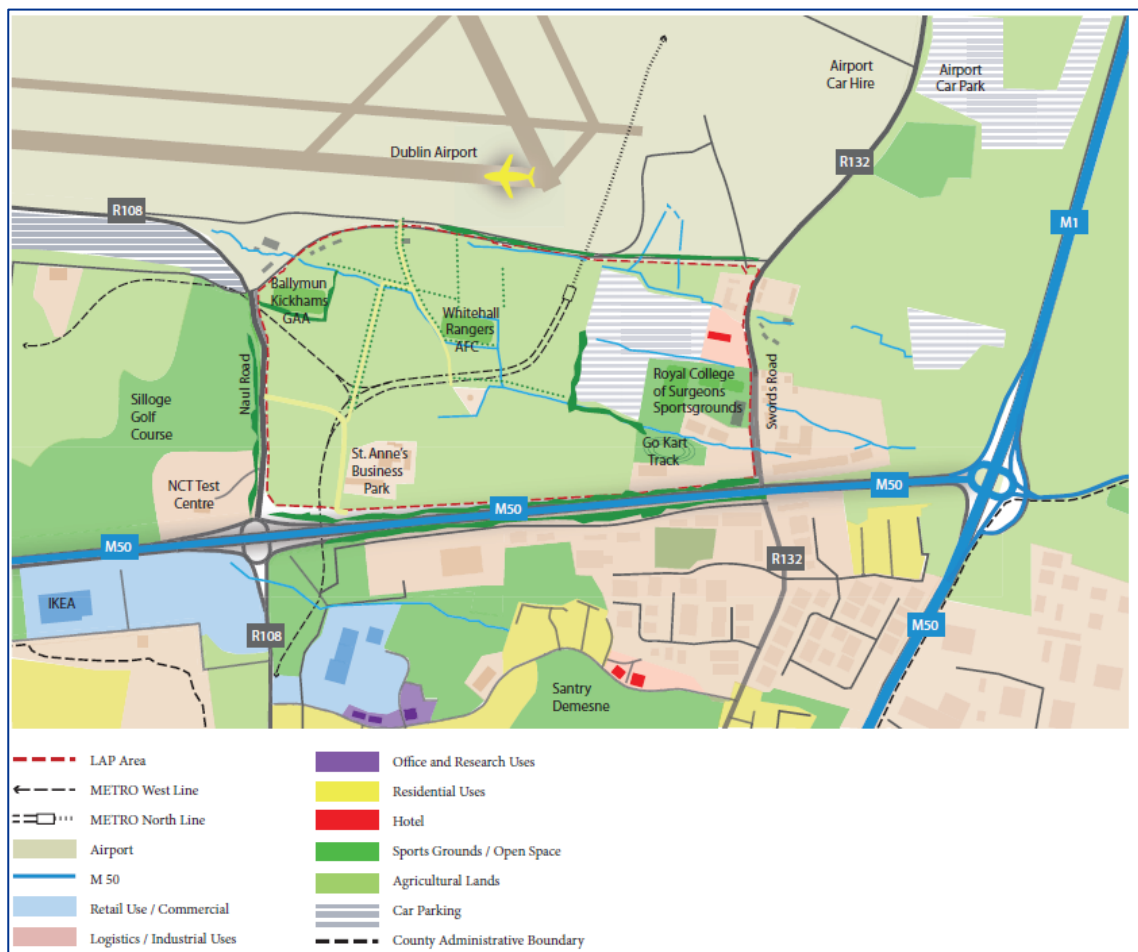 Airport
Car Hire
Airport
Car Park
Dublin Airport
R132
R108
M1
Ballymun
Kickhams
GAA
Whitehall
Rangers
AFC
Naul Road
Silloge
Golf
Course
Royal College
of Surgeons
Sportsgrounds
Swords Road
Go Kart
Track
St. Anne's
Business
Park
NCT Test
Centre
M50
M50
M50
R132
IKEA
R108
M50
Santry
Demesne
LAP Area
METRO West Line
METRO North Line
Airport
M 50
Retail Use / Commercial
Logistics / Industrial Uses
Office and Research Uses
Residential Uses
Hotel
Sports Grounds / Open Space
Agricultural Lands
Car Parking
County Administrative Boundary